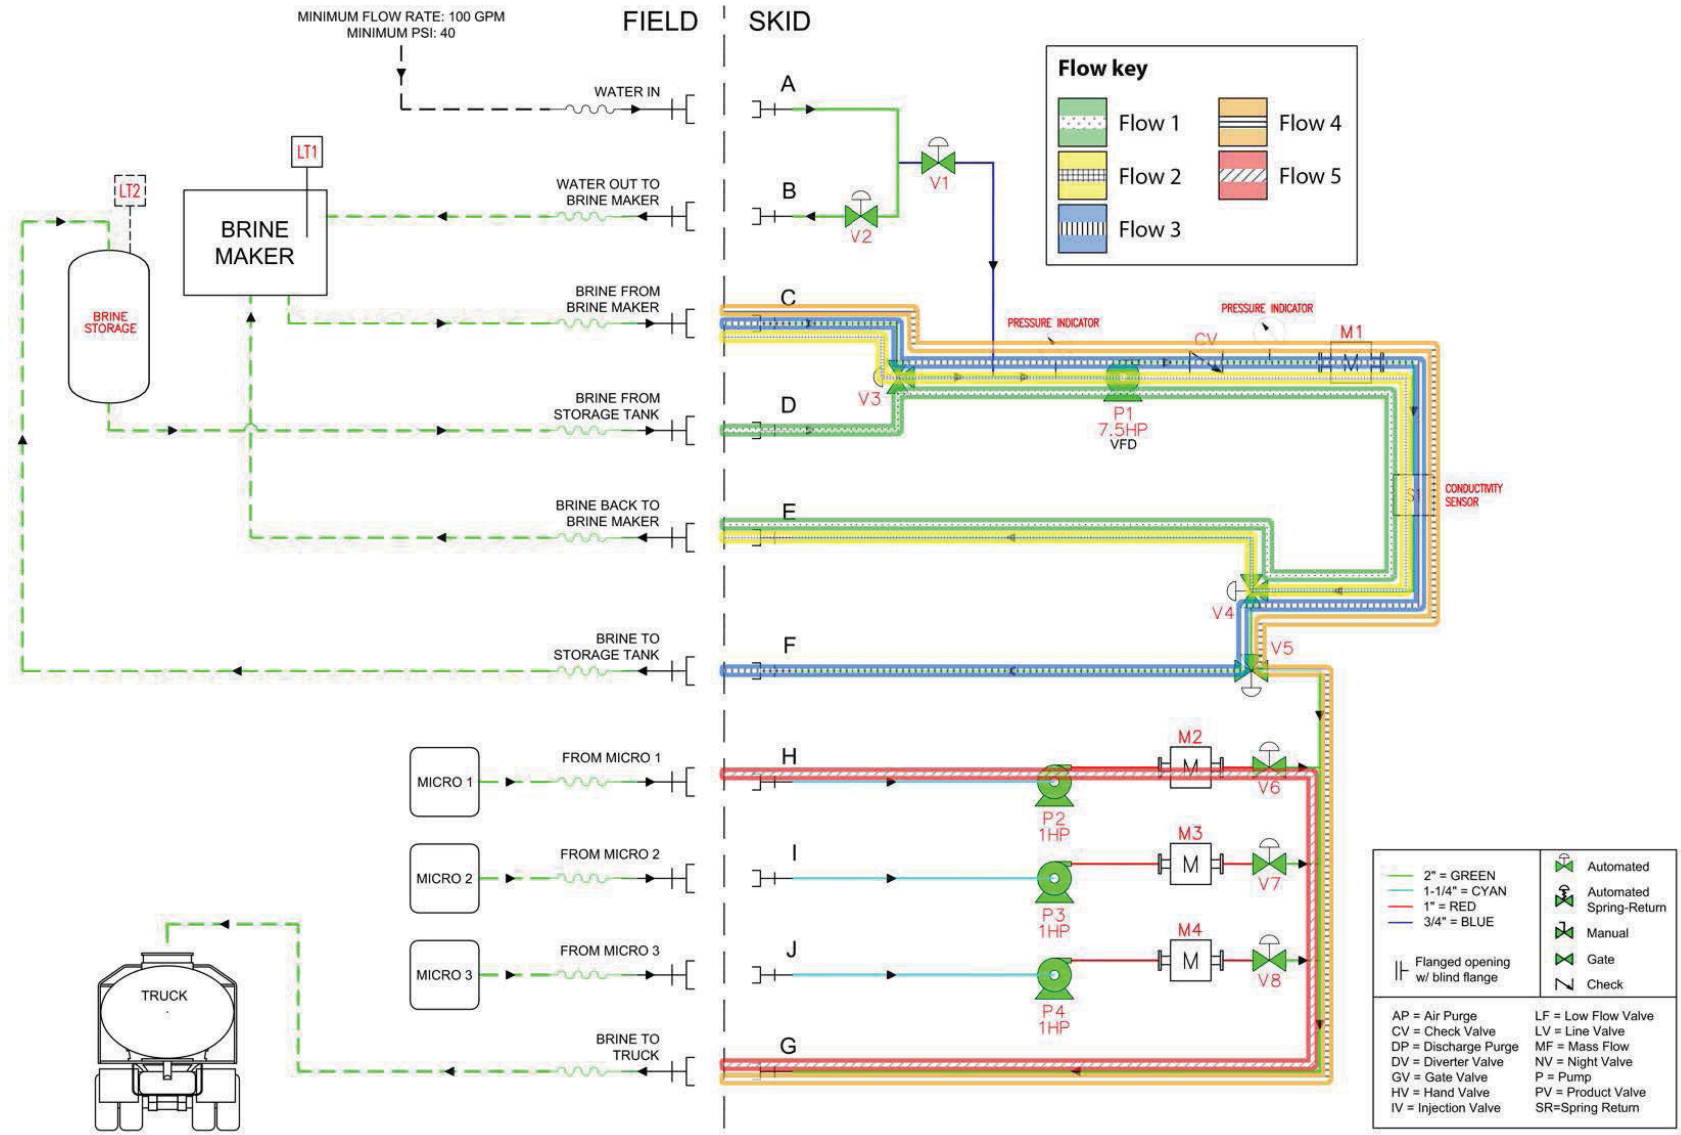 MINIMUM FLOW RATE: 100 GPM
MINIMUM PSI: 40
FIELD
SKID
Flow key
Flow 1
Flow 2
Flow 3
Flow 4
Flow 5
WATER IN
A
LT1
LT2
WATER OUT TO
BRINE MAKER
B
V1
V2
BRINE
MAKER
BRINE
STORAGE
BRINE FROM
BRINE MAKER
C
PRESSURE INDICATOR
PRESSURE INDICATOR
CV
M1
M
V3
BRINE FROM
STORAGE TANK
D
P1
7.5HP
VFD
CONDUCTIVITY
SENSOR
BRINE BACK TO
BRINE MAKER
E
V4
BRINE TO
STORAGE TANK
F
V5
MICRO 1
FROM MICRO 1
H
M2
M
V6
P2
1HP
MICRO 2
FROM MICRO 2
I
M3
M
V7
P3
1HP
MICRO 3
FROM MICRO 3
J
M4
M
V8
P4
1HP
TRUCK
BRINE TO
TRUCK
G
2" = GREEN
1-1/4" = CYAN
1" = RED
3/4" = BLUE
Flanged opening
w/ blind flange
Automated
Automated
Spring-Return
Manual
Gate
Check
AP = Air Purge
CV = Check Valve
DP = Discharge Purge
DV = Diverter Valve
GV = Gate Valve
HV = Hand Valve
IV = Injection Valve
LF = Low Flow Valve
LV = Line Valve
MF = Mass Flow
NV = Night Valve
P = Pump
PV = Product Valve
SR=Spring Return